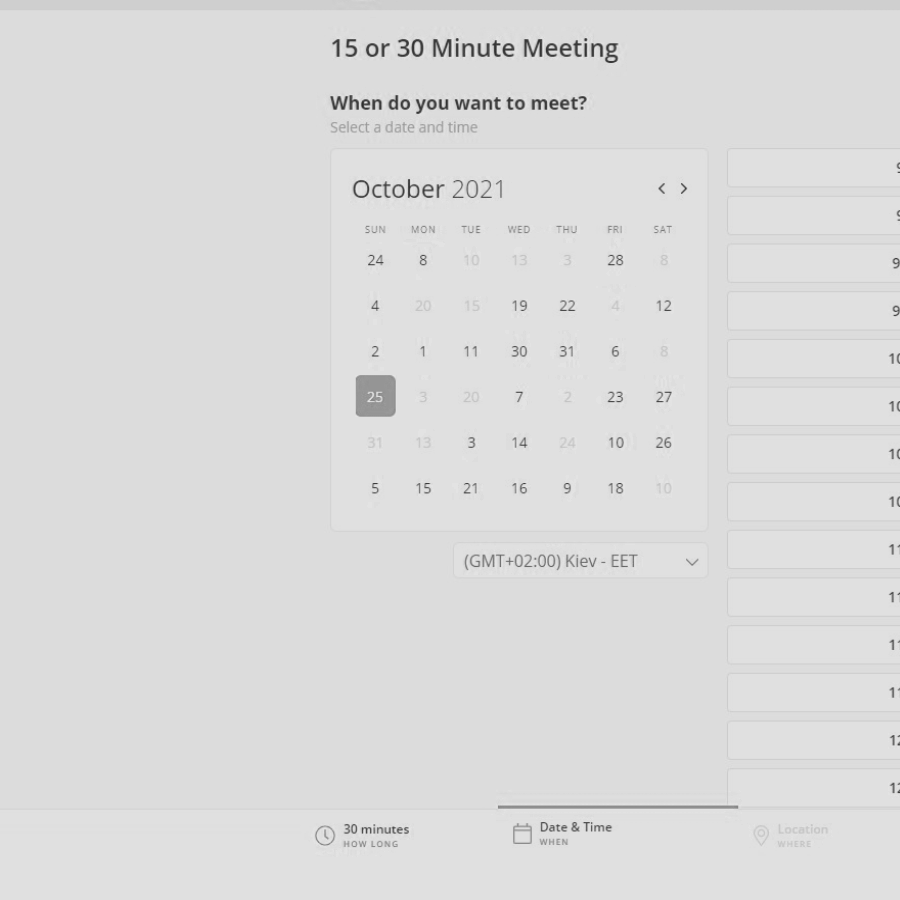 15 or 30 Minute Meeting
When do you want to meet?
Select a date and time
October 2021
SUN MON TUE WED THU FRI SAT
24 8 10 13 3 28 8
4 20 15 19 22 4 12
2 1 11 30 31 6 8
25 3 20 7 2 23 27
31 13 3 14 24 10 26
5 15 21 16 9 18 10
(GMT+02:00) Kiev - EET
9
9
9
9
10
10
10
10
11
11
11
11
12
12
30 minutes
HOW LONG
Date & Time
WHEN
Location
WHERE